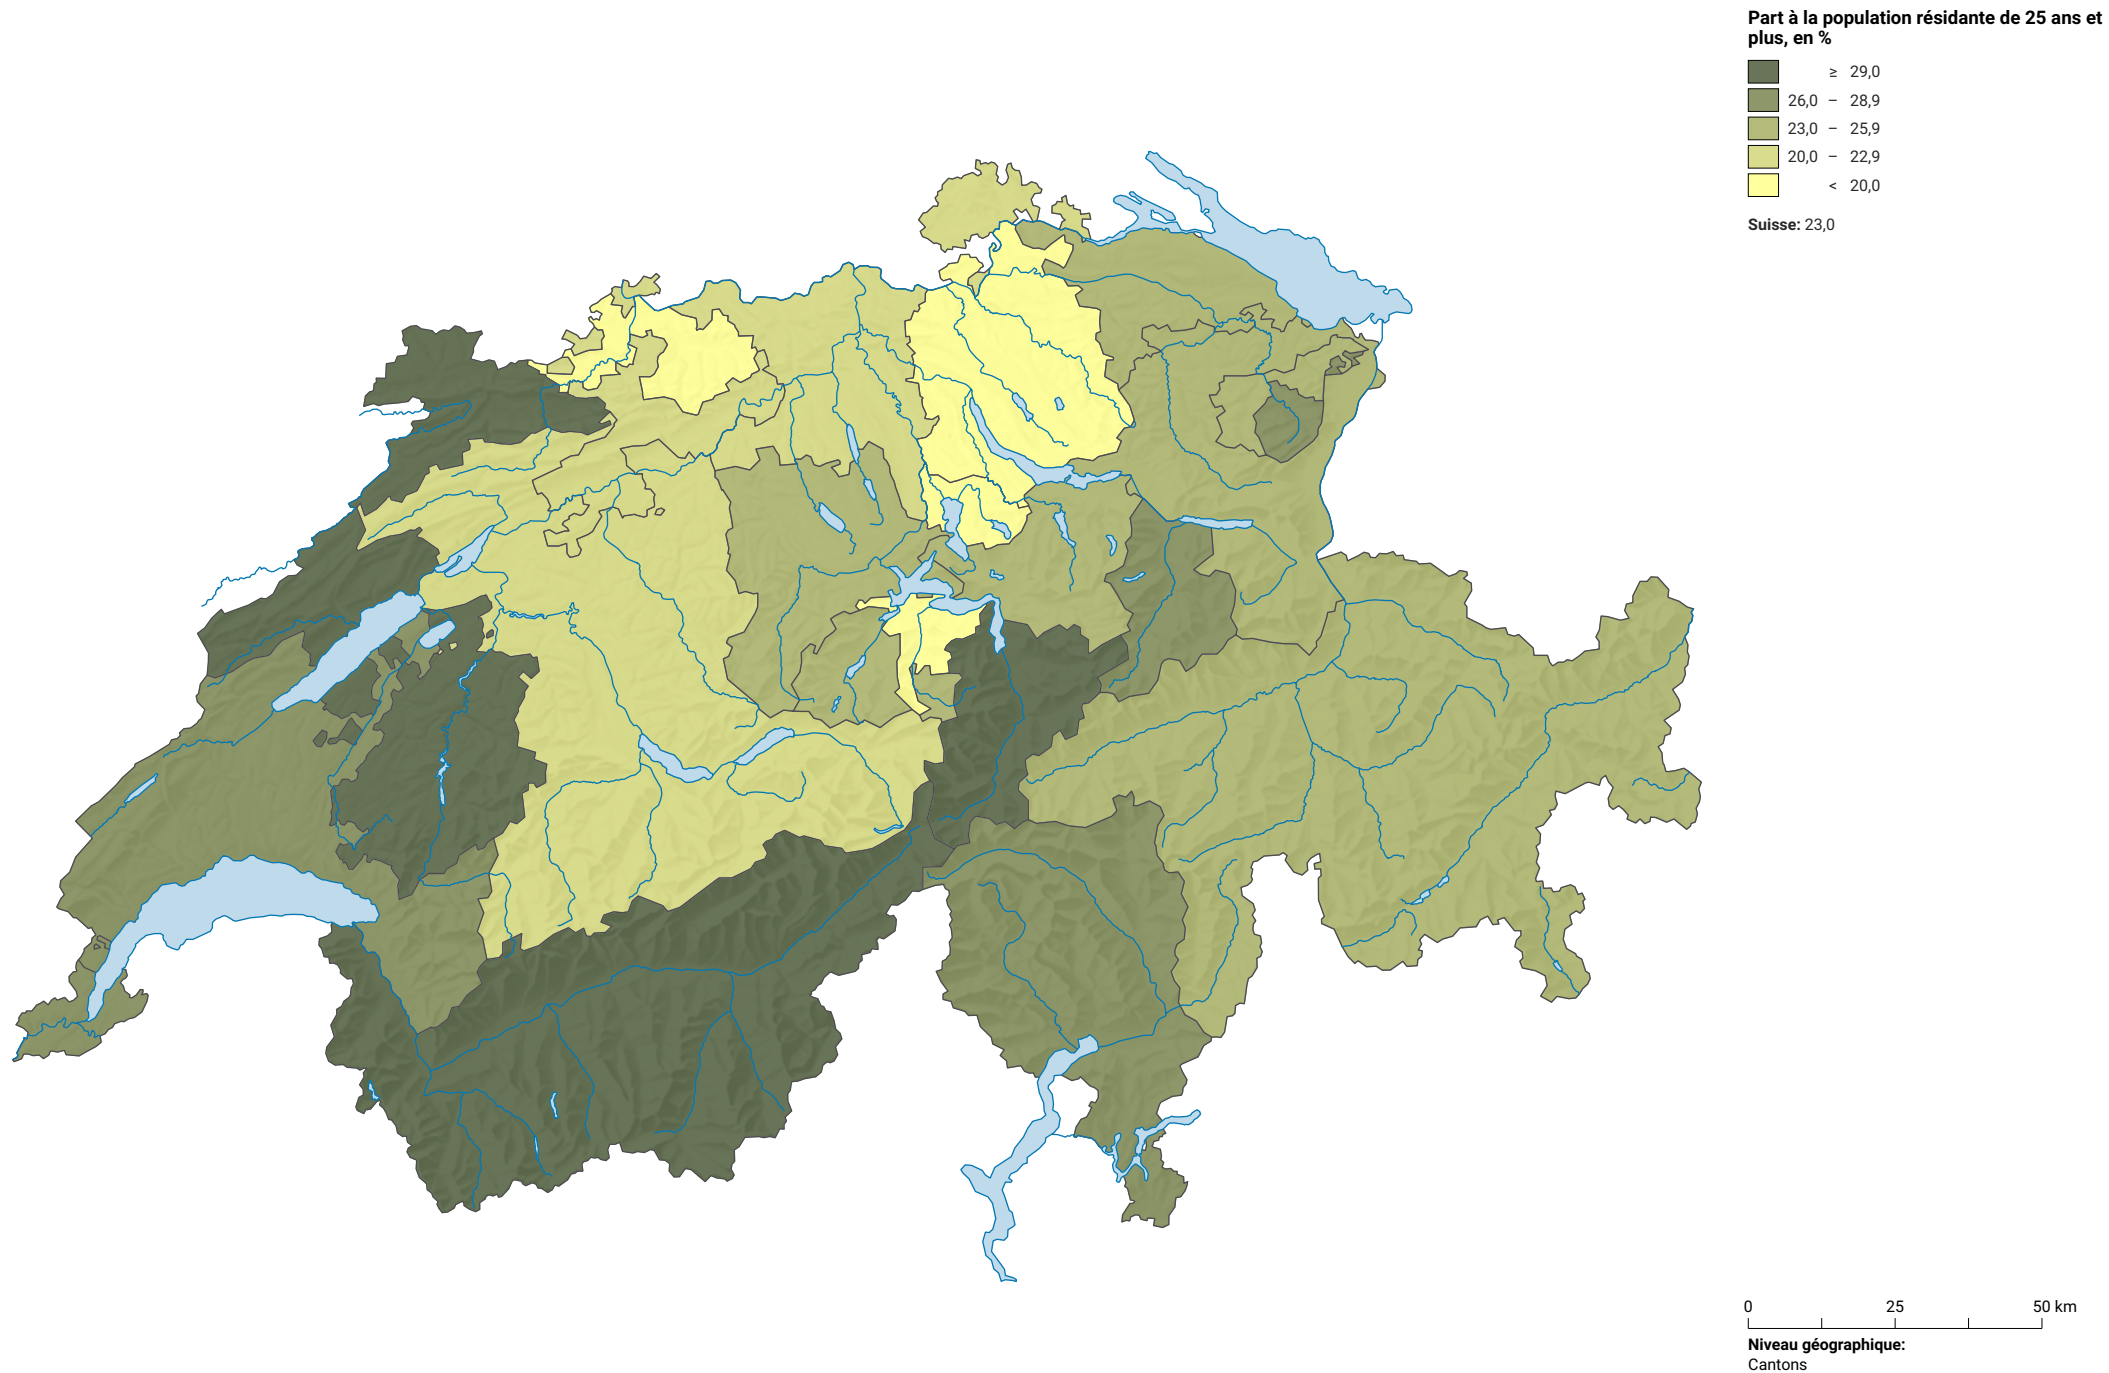 Part à la population résidante de 25 ans et
plus, en %
≥ 29,0
26,0 – 28,9
23,0 – 25,9
20,0 – 22,9
< 20,0
Suisse: 23,0
0 25 50 km
Niveau géographique:
Cantons